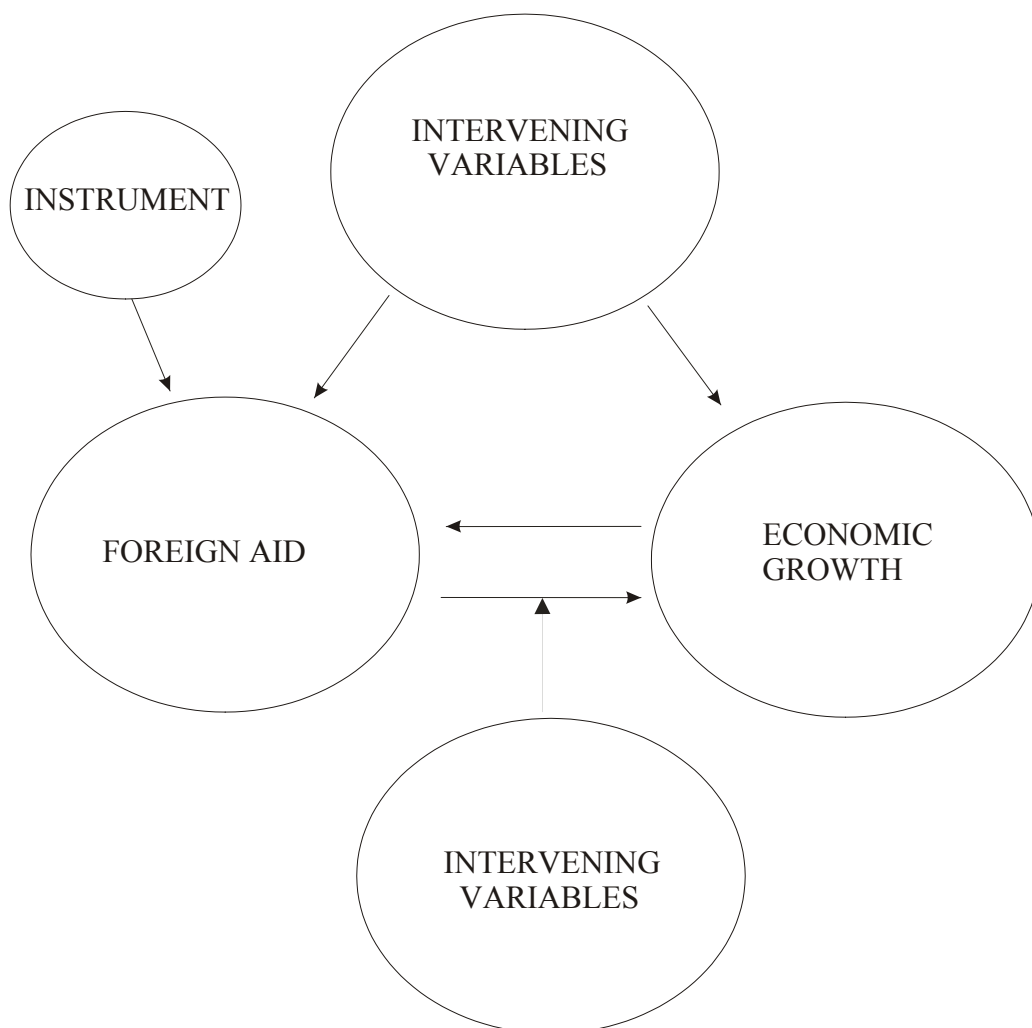 INTERVENING
VARIABLES
INSTRUMENT
FOREIGN AID
ECONOMIC
GROWTH
INTERVENING
VARIABLES